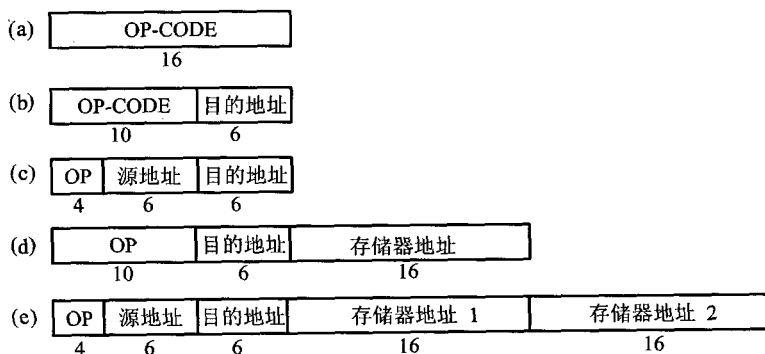 (a) OP-CODE
16
(b) OP-CODE 目的地址
10 6
(c) OP 源地址 目的地址
4 6 6
(d) OP 目的地址 存储器地址
10 6 16
(e) OP 源地址 目的地址 存储器地址 1 存储器地址 2
4 6 6 16 16